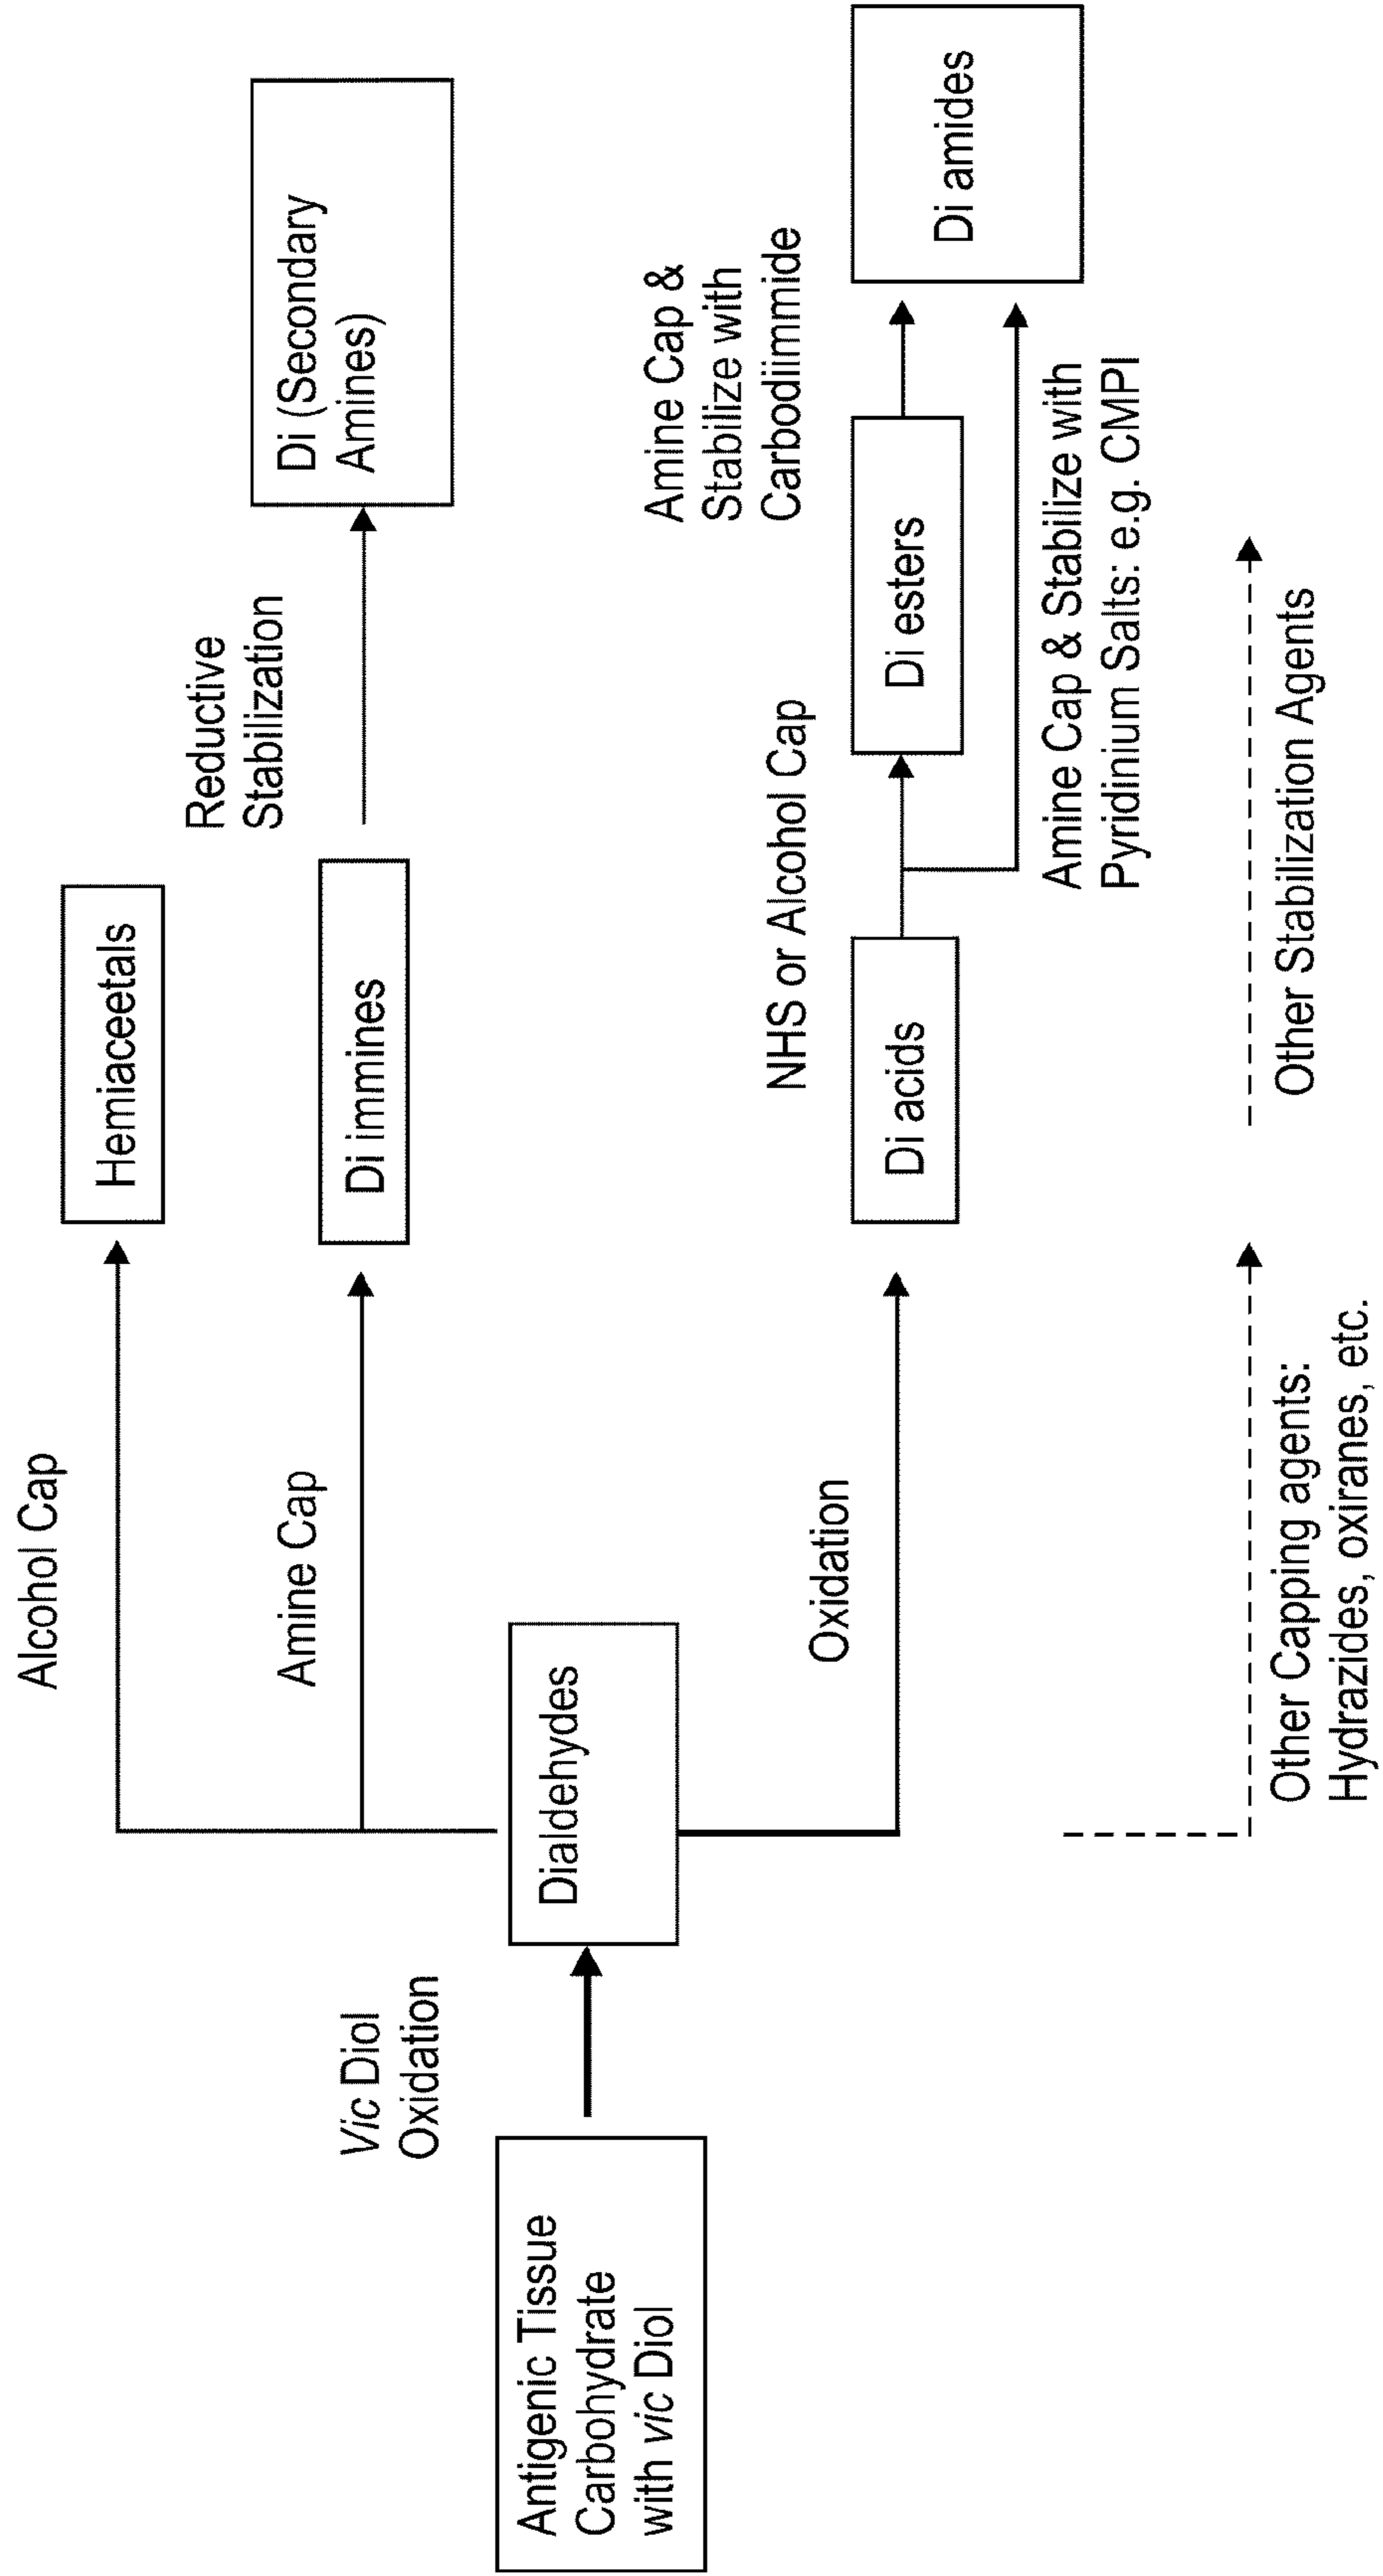 Alcohol Cap
Hemiaceetals
Reductive
Stabilization
Amine Cap
Di immines
Di (Secondary
Amines)
Vic Diol
Oxidation
Antigenic Tissue
Carbohydrate
with vic Diol
Dialdehydes
Amine Cap &
Stabilize with
Carbodiimmide
NHS or Alcohol Cap
Oxidation
Di acids
Di esters
Di amides
Amine Cap & Stabilize with
Pyridinium Salts: e.g. CMPI
Other Capping agents:
Hydrazides, oxiranes, etc.
Other Stabilization Agents